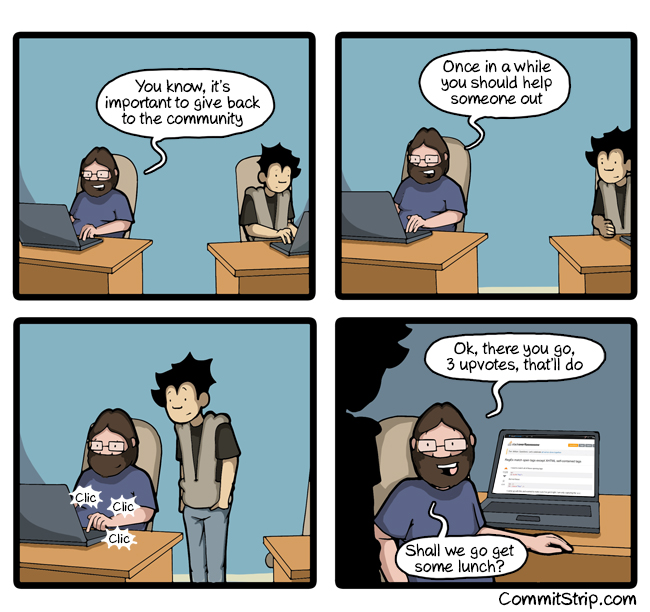 You know, it's
important to give back
to the community
Once in a while
you should help
someone out
Clic
Clic
Clic
Ok, there you go,
3 upvotes, that'll do
Shall we go get
some lunch?
CommitStrip.com